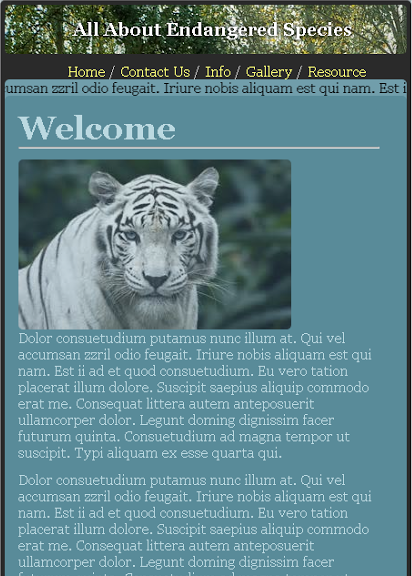 All About Endangered Species
Home / Contact Us / Info / Gallery / Resource
umsan zzril odio feugait. Iriure nobis aliquam est qui nam. Est i
Welcome
Dolor consuetudium putamus nunc illum at. Qui vel
accumsan zzril odio feugait. Iriure nobis aliquam est qui
nam. Est ii ad et quod consuetudium. Eu vero tation
placerat illum dolore. Suscipit saepius aliquip commodo
erat me. Consequat littera autem anteposuerit
ullamcorper dolor. Legunt doming dignissim facer
futurum quinta. Consuetudium ad magna tempor ut
suscipit. Typi aliquam ex esse quarta qui.
Dolor consuetudium putamus nunc illum at. Qui vel
accumsan zzril odio feugait. Iriure nobis aliquam est qui
nam. Est ii ad et quod consuetudium. Eu vero tation
placerat illum dolore. Suscipit saepius aliquip commodo
erat me. Consequat littera autem anteposuerit
ullamcorper dolor. Legunt doming dignissim facer